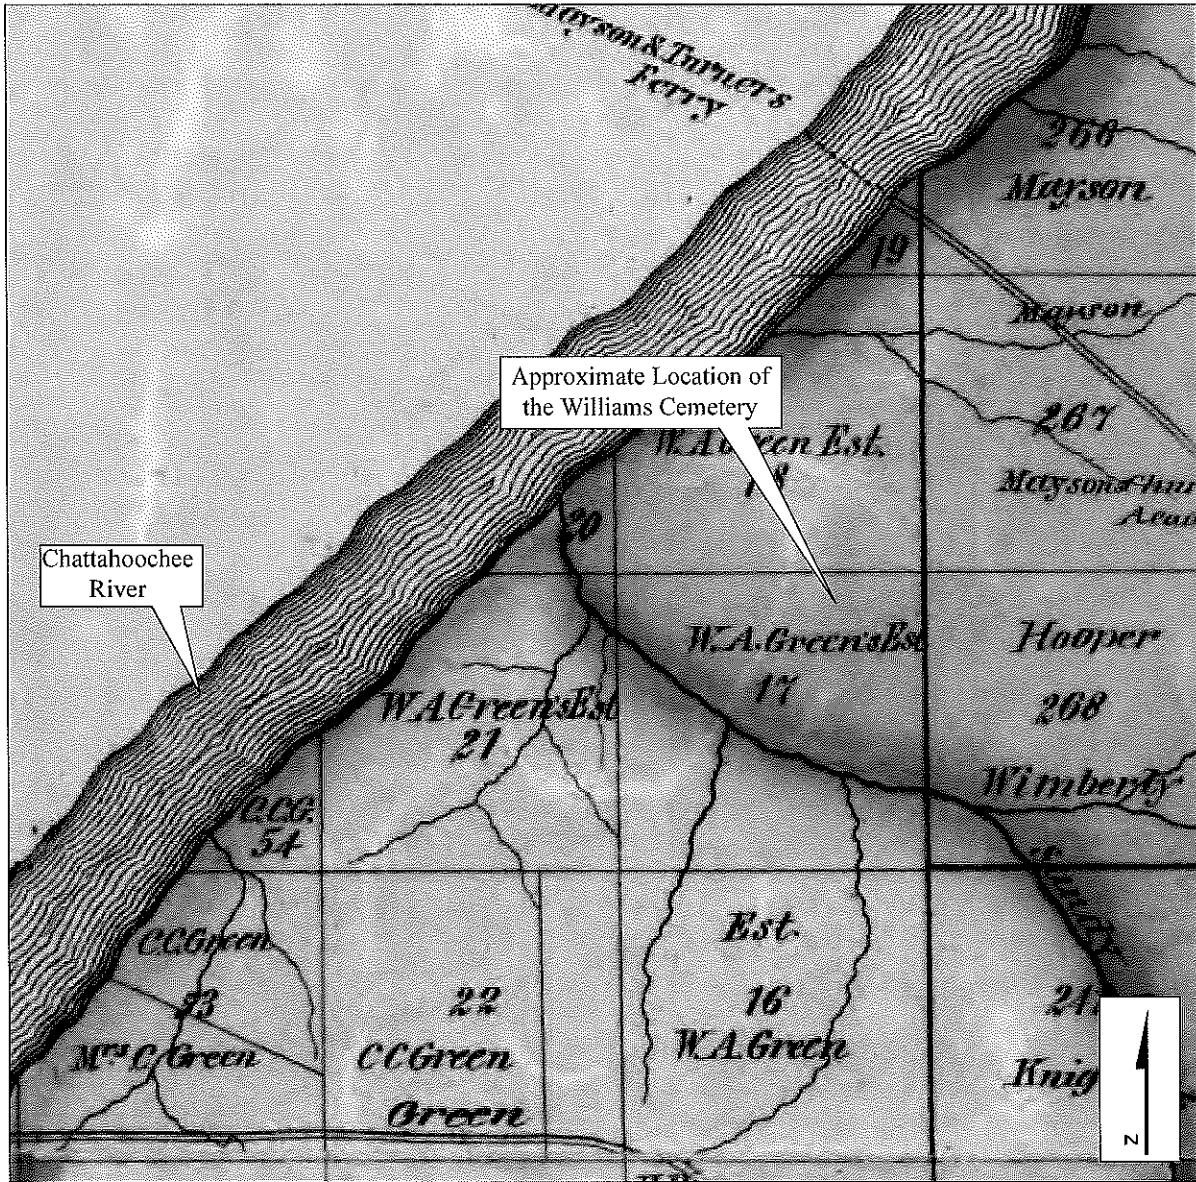 Mayson & Turners
Ferry
266
Mayson
19
Mayson
Approximate Location of
the Williams Cemetery
W.A. Green Est.
18
267
Chattahoochee
River
20
W.A. Green's Est
17
Hooper
268
W.A. Green's Est
21
Wimberly
C.C.G.
54
C.C. Green
Est.
53
22
16
Mrs C. Green
C C Green
W.A. Green
Green
N